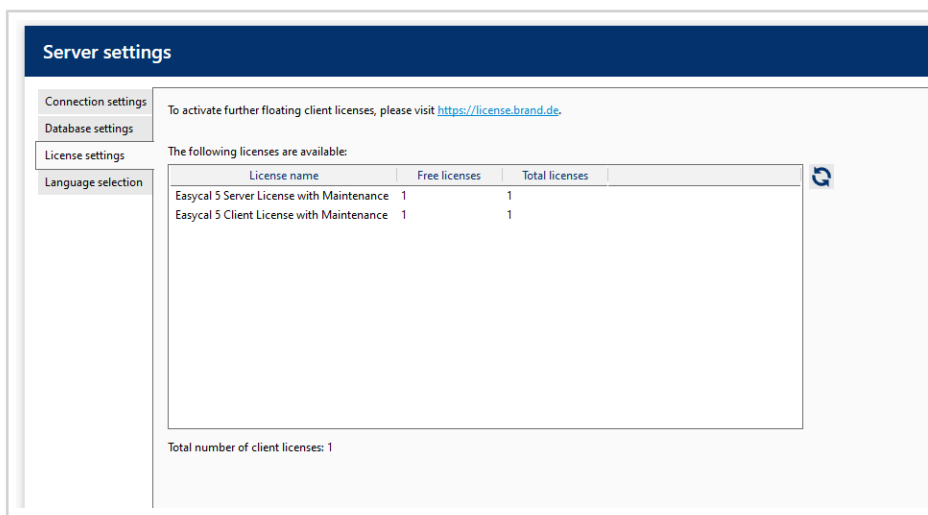 Server settings
Connection settings
Database settings
License settings
Language selection
To activate further floating client licenses, please visit https://license.brand.de.
The following licenses are available:
License name Free licenses Total licenses
Easycal 5 Server License with Maintenance 1 1
Easycal 5 Client License with Maintenance 1 1
Total number of client licenses: 1